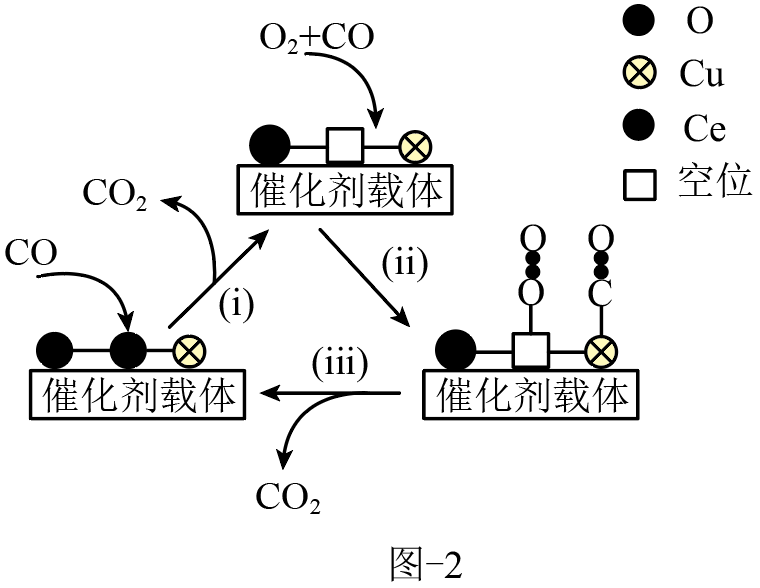 O₂+CO
O
Cu
Ce
空位
催化剂载体
CO₂
CO
(i)
(ii)
O O
O C
催化剂载体
(iii)
催化剂载体
CO₂
图-2